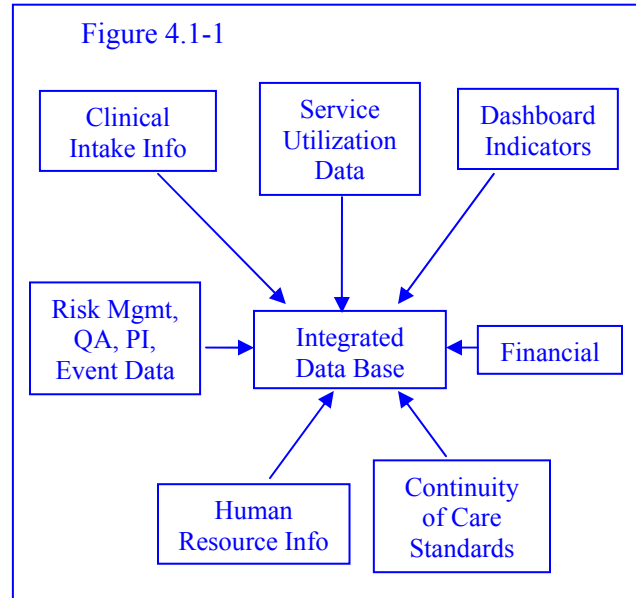 Figure 4.1-1
Clinical
Intake Info
Service
Utilization
Data
Dashboard
Indicators
Risk Mgmt,
QA, PI,
Event Data
Integrated
Data Base
Financial
Human
Resource Info
Continuity
of Care
Standards